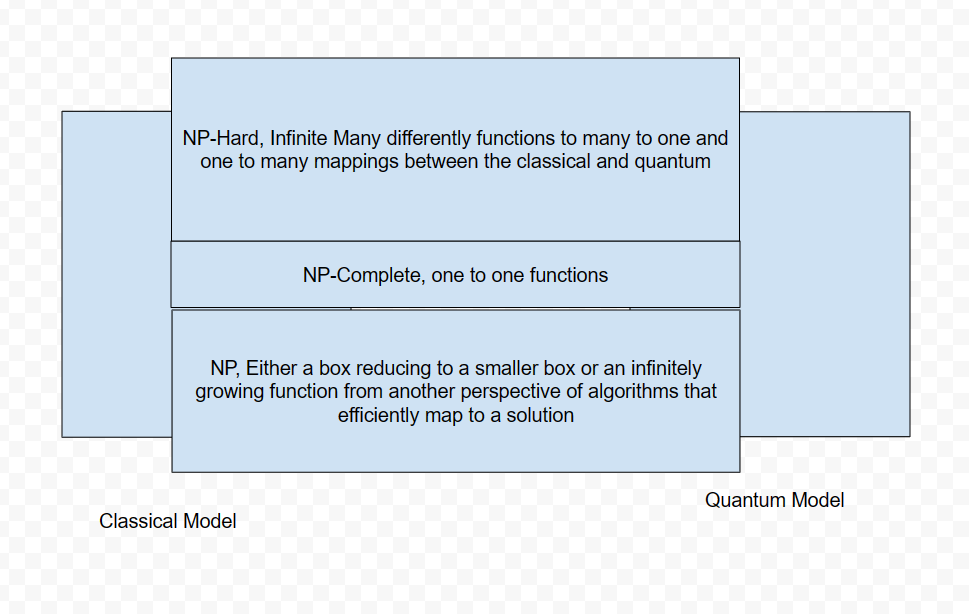 NP-Hard, Infinite Many differently functions to many to one and
one to many mappings between the classical and quantum
NP-Complete, one to one functions
NP, Either a box reducing to a smaller box or an infinitely
growing function from another perspective of algorithms that
efficiently map to a solution
Quantum Model
Classical Model